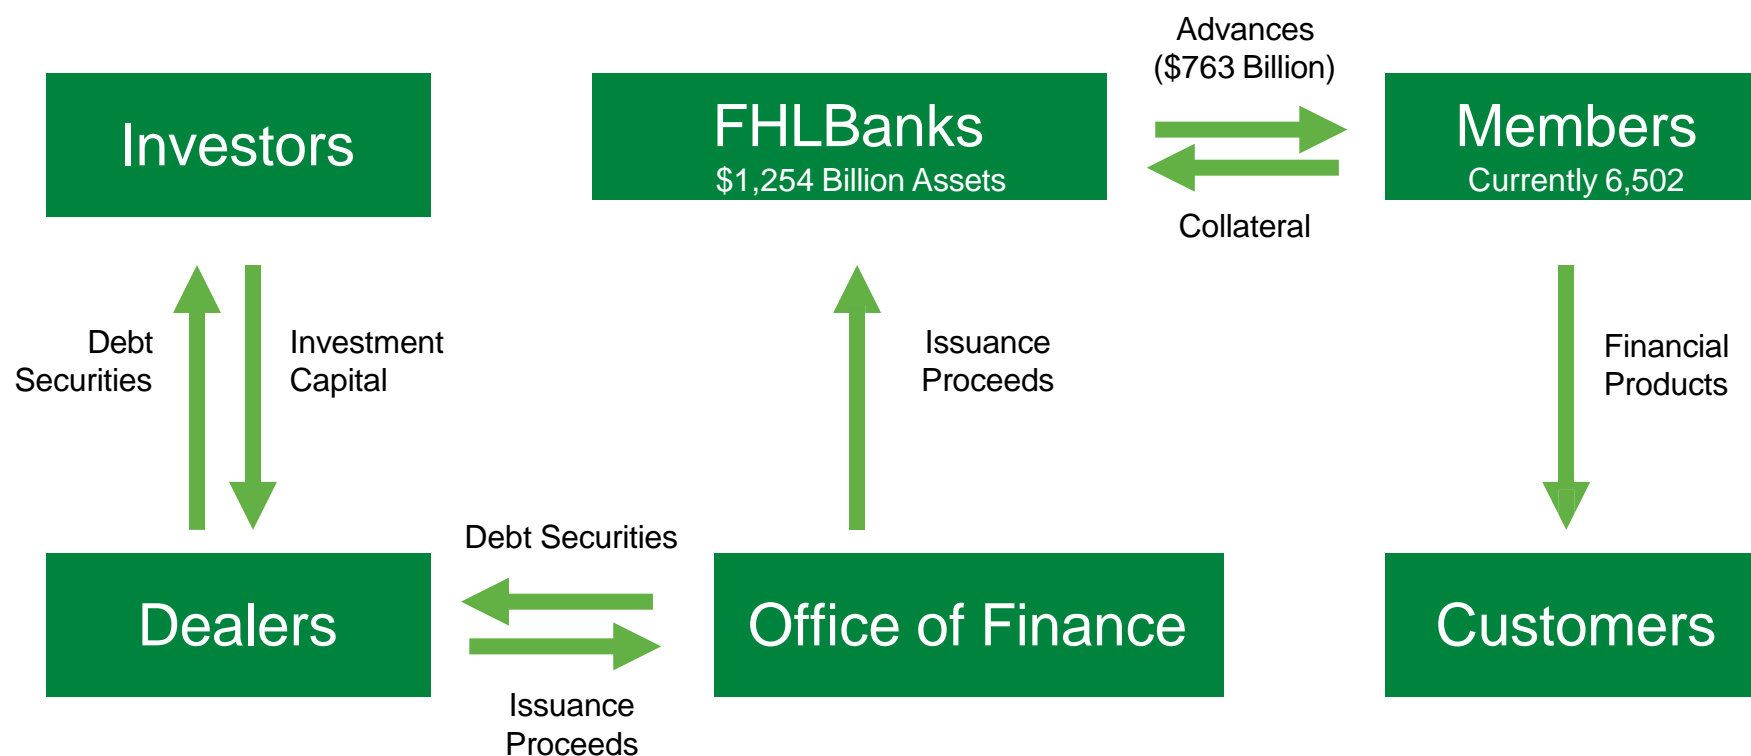 Advances
($763 Billion)
Investors
FHLBanks
$1,254 Billion Assets
Members
Currently 6,502
Collateral
Debt
Securities
Investment
Capital
Issuance
Proceeds
Financial
Products
Debt Securities
Dealers
Office of Finance
Customers
Issuance
Proceeds